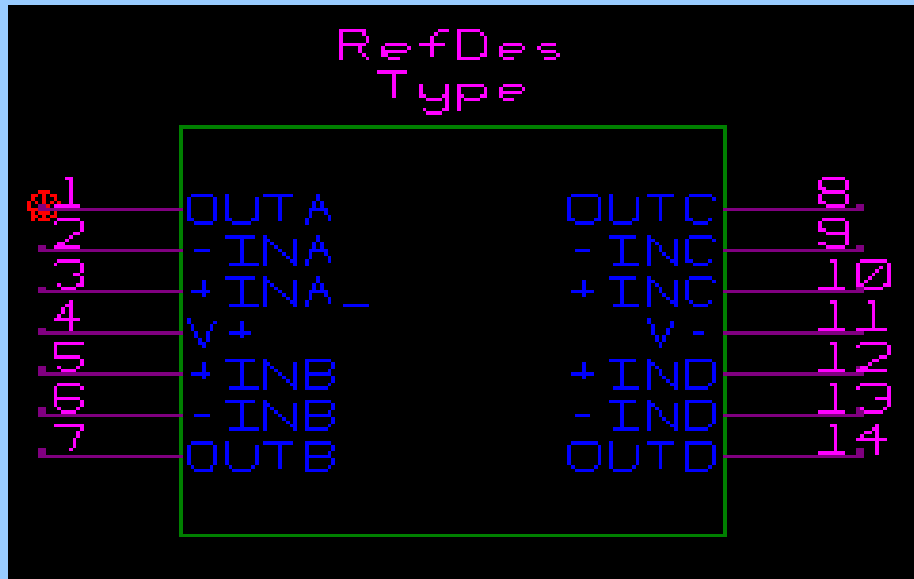 RefDes
Type
1 OUTA OUTC 8
2 -INA -INC 9
3 +INA_ +INC 10
4 V+ V- 11
5 +INB +IND 12
6 -INB -IND 13
7 OUTB OUTD 14